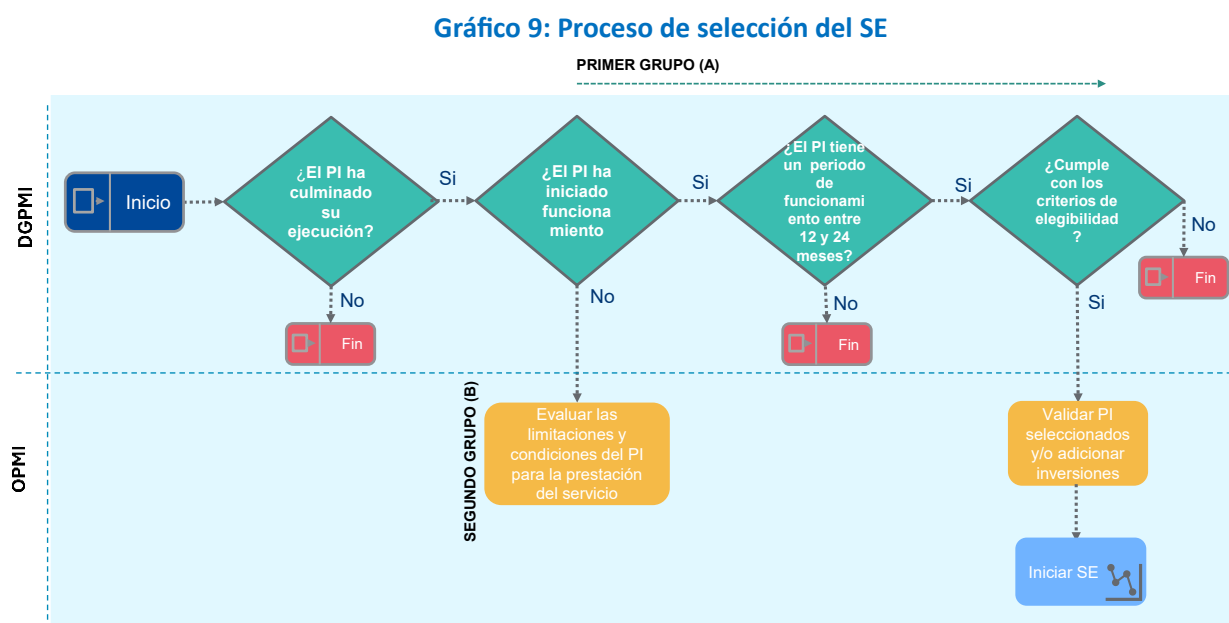 Gráfico 9: Proceso de selección del SE
PRIMER GRUPO (A)
DGPMI
Inicio
¿El PI ha
culminado
su
ejecución?
Si
No
Fin
¿El PI ha
iniciado
funciona
miento
Si
No
¿El PI tiene
un periodo
de
funcionami
ento entre
12 y 24
meses?
Si
No
Fin
¿Cumple
con los
criterios de
elegibilidad
?
No
Fin
Si
OPMI
SEGUNDO GRUPO (B)
Evaluar las
limitaciones y
condiciones del PI
para la prestación
del servicio
Validar PI
seleccionados
y/o adicionar
inversiones
Iniciar SE